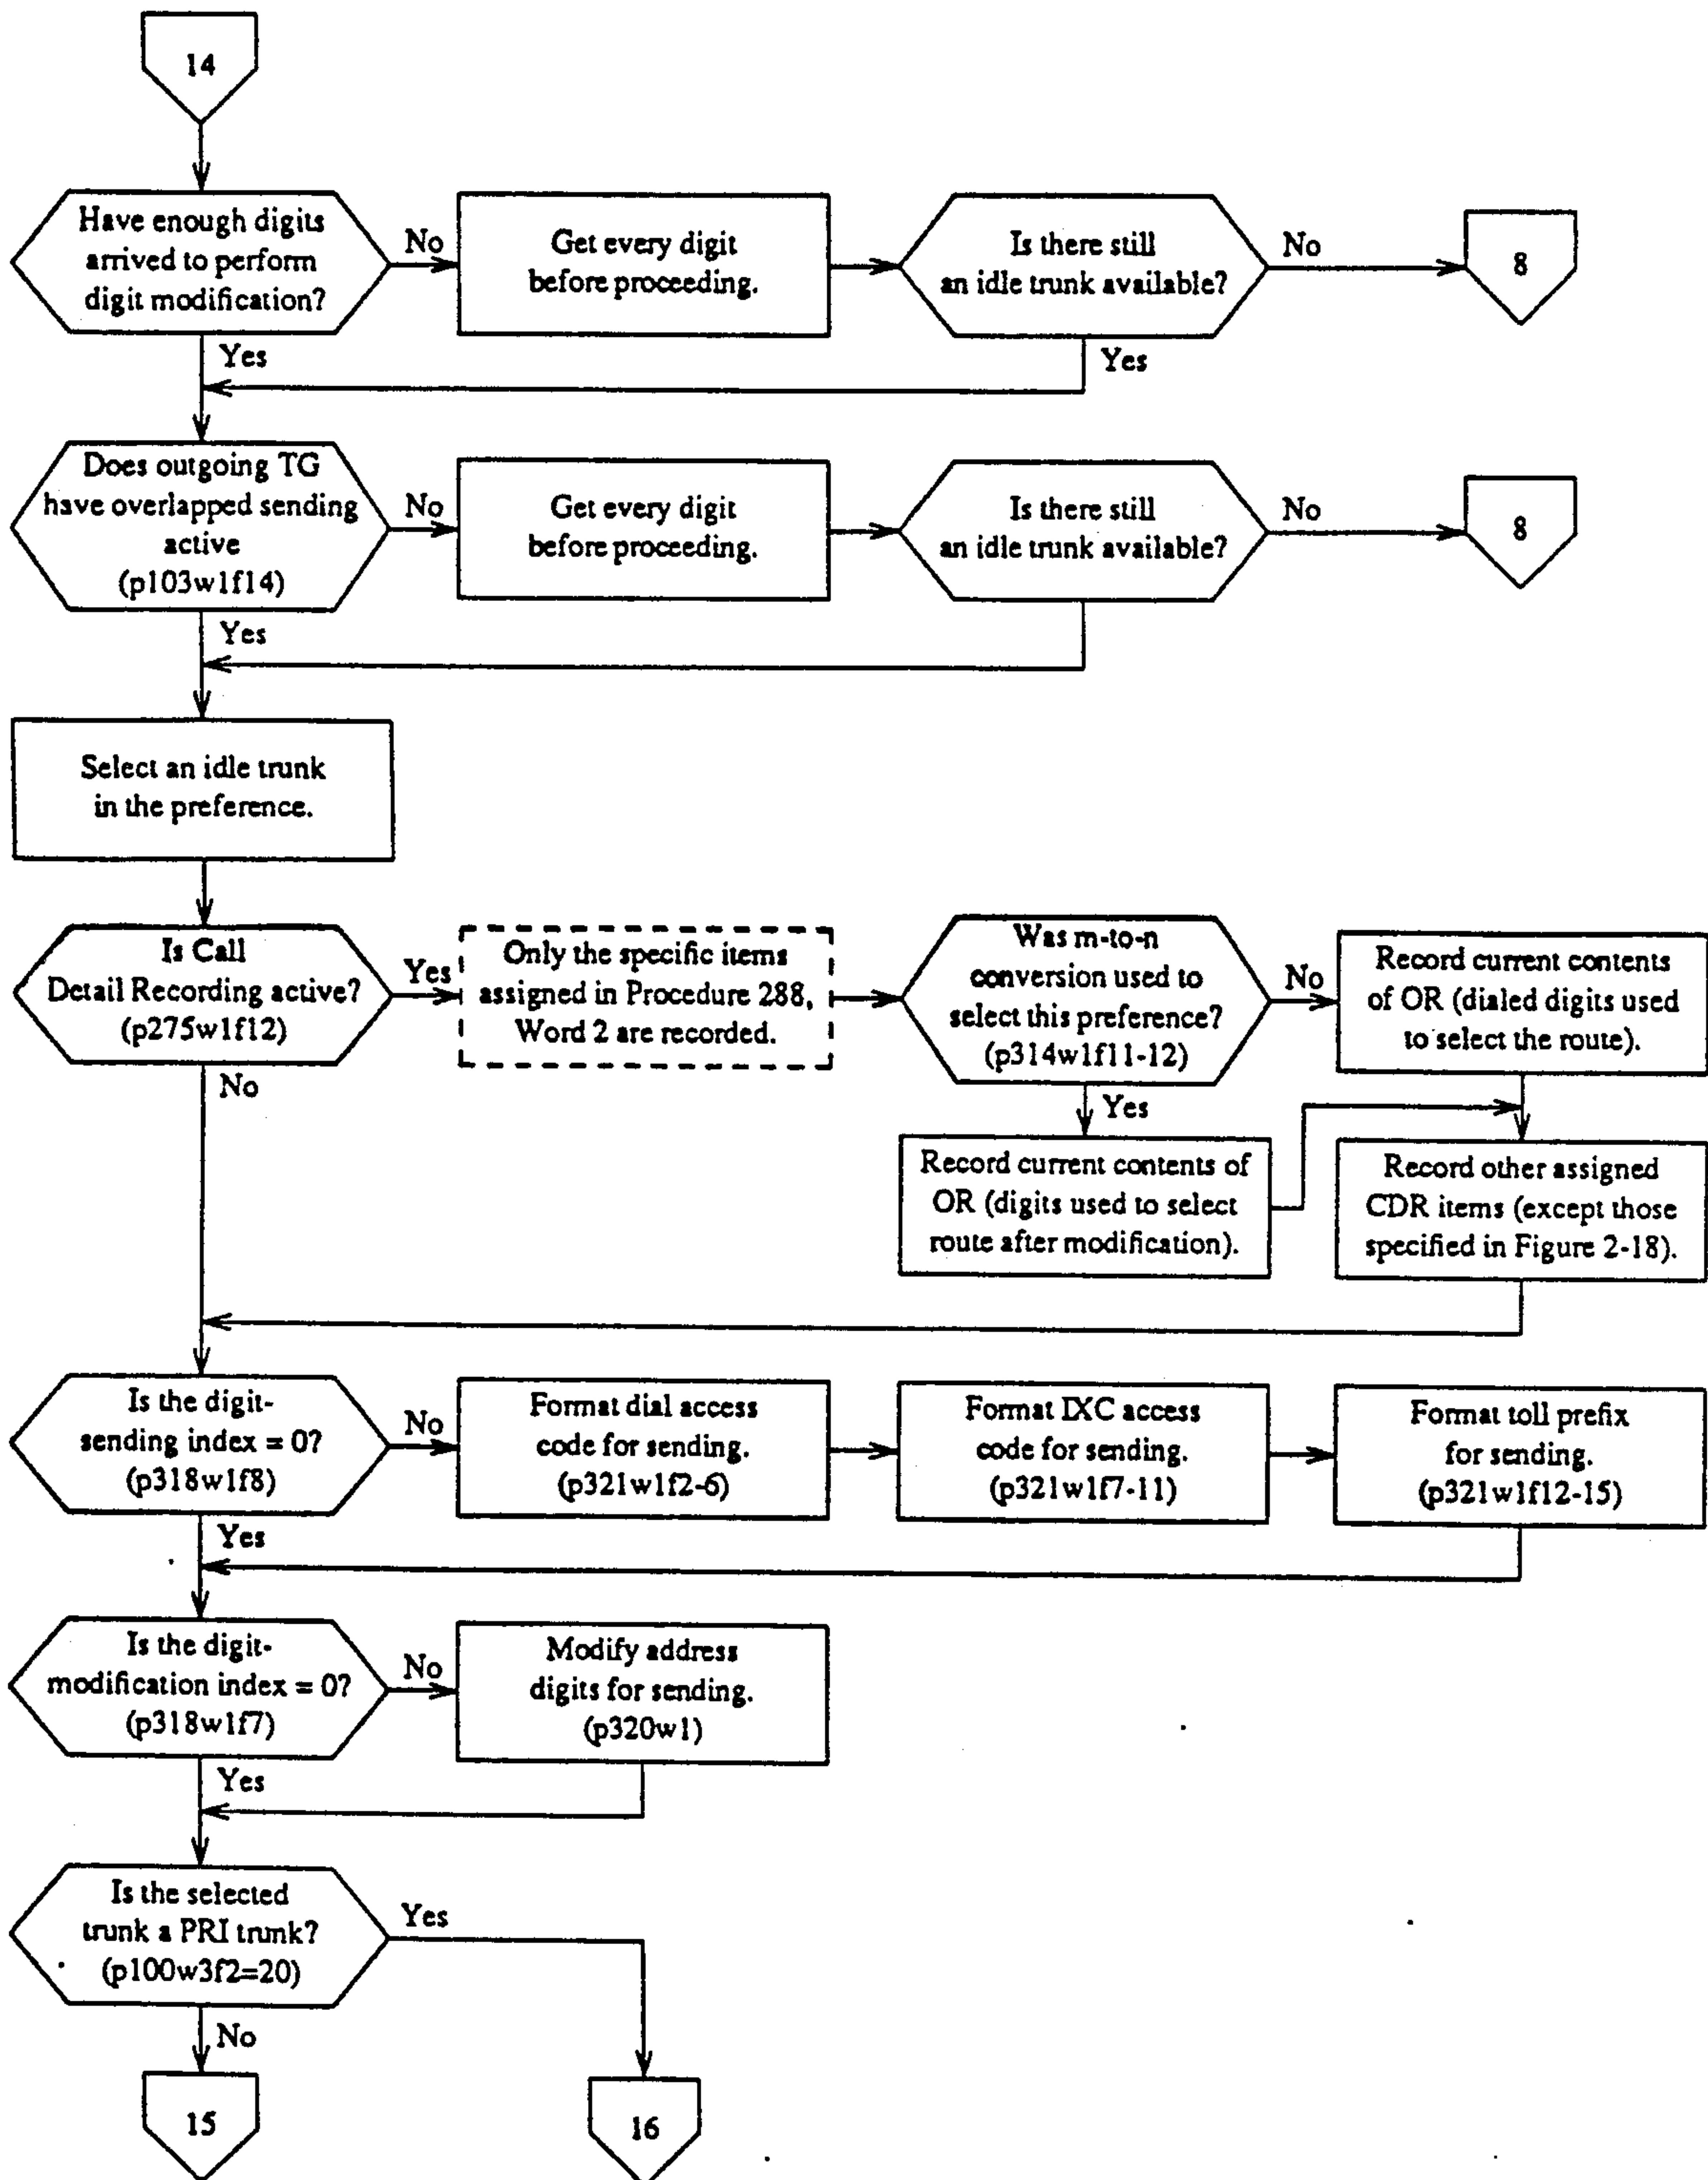 14
Have enough digits
arrived to perform
digit modification?
No
Get every digit
before proceeding.
Is there still
an idle trunk available?
No
8
Yes
Yes
Does outgoing TG
have overlapped sending
active
(p103w1f14)
No
Get every digit
before proceeding.
Is there still
an idle trunk available?
No
8
Yes
Select an idle trunk
in the preference.
Is Call
Detail Recording active?
(p275w1f12)
Yes
Only the specific items
assigned in Procedure 288,
Word 2 are recorded.
Was m-to-n
conversion used to
select this preference?
(p314w1f11-12)
No
Record current contents
of OR (dialed digits used
to select the route).
No
Yes
Record current contents of
OR (digits used to select
route after modification).
Record other assigned
CDR items (except those
specified in Figure 2-18).
Is the digit-
sending index = 0?
(p318w1f8)
No
Format dial access
code for sending.
(p321w1f2-6)
Format IXC access
code for sending.
(p321w1f7-11)
Format toll prefix
for sending.
(p321w1f12-15)
Yes
Is the digit-
modification index = 0?
(p318w1f7)
No
Modify address
digits for sending.
(p320w1)
Yes
Is the selected
trunk a PRI trunk?
(p100w3f2=20)
Yes
No
15
16